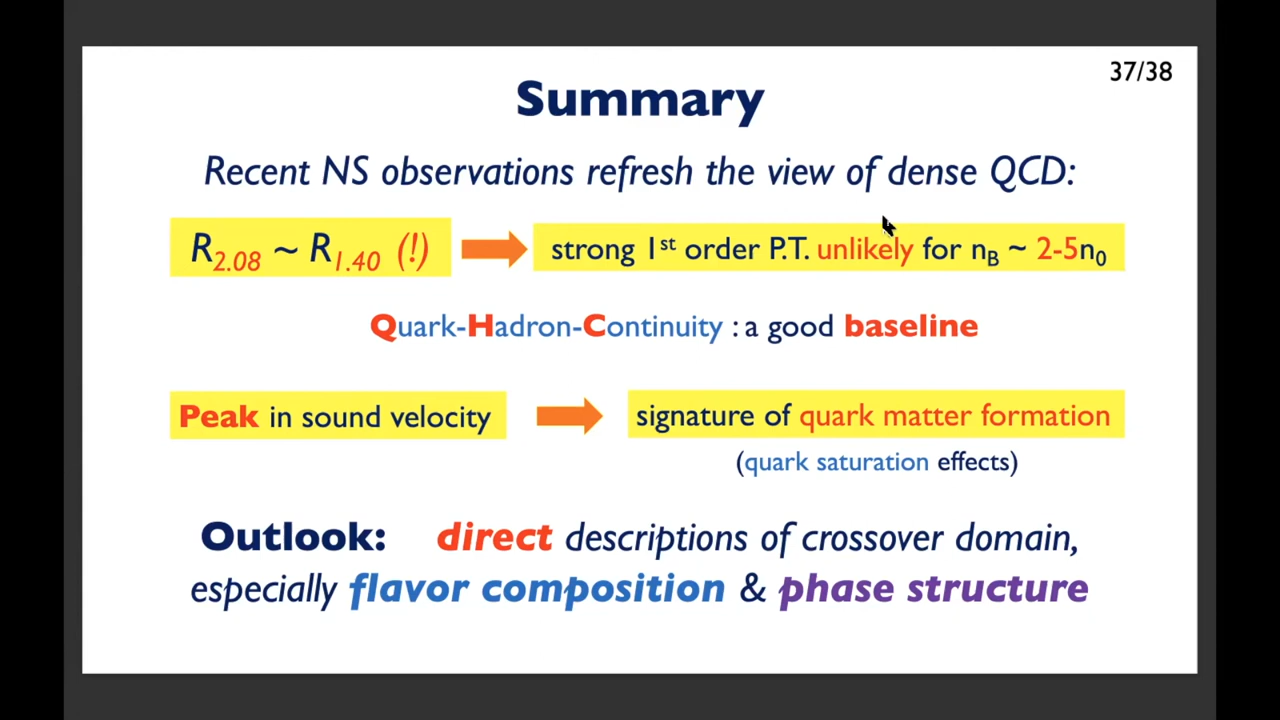 37/38
Summary
Recent NS observations refresh the view of dense QCD:
R2.08 ~ R1.40 (!) strong 1st order P.T. unlikely for nB ~ 2-5n0
Quark-Hadron-Continuity : a good baseline
Peak in sound velocity signature of quark matter formation
(quark saturation effects)
Outlook: direct descriptions of crossover domain,
especially flavor composition & phase structure